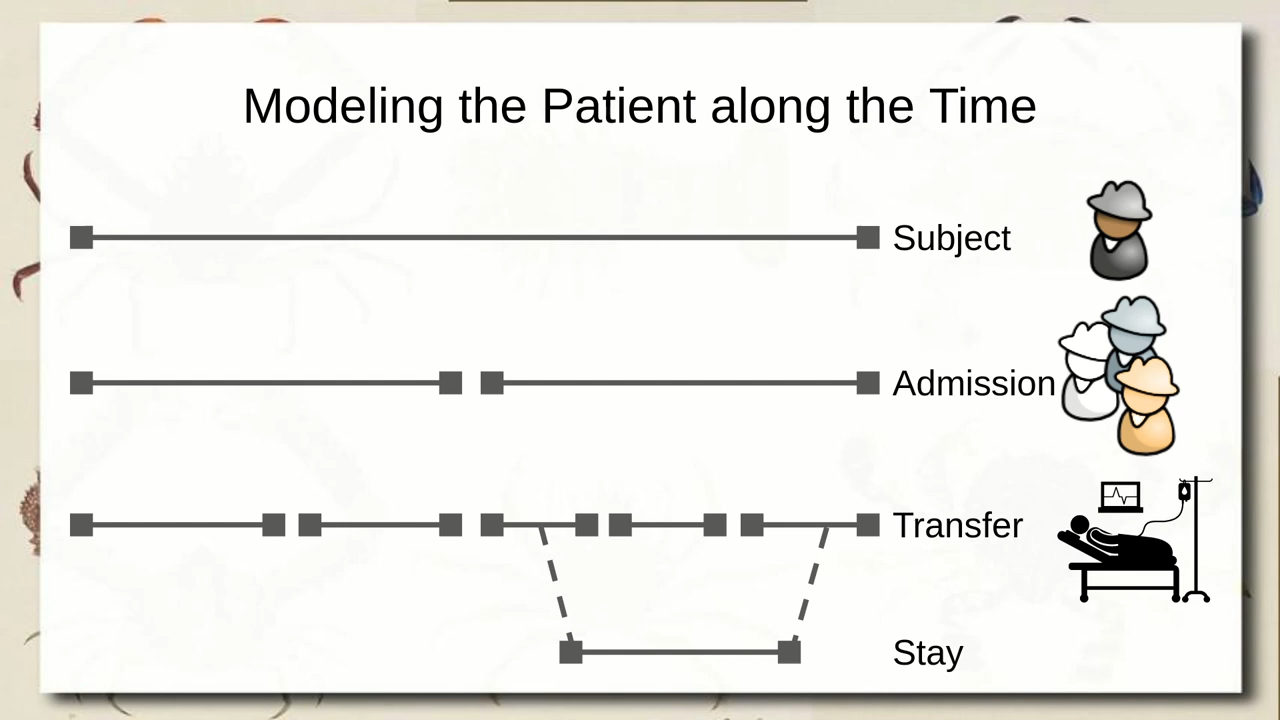 Modeling the Patient along the Time
Subject
Admission
Transfer
Stay